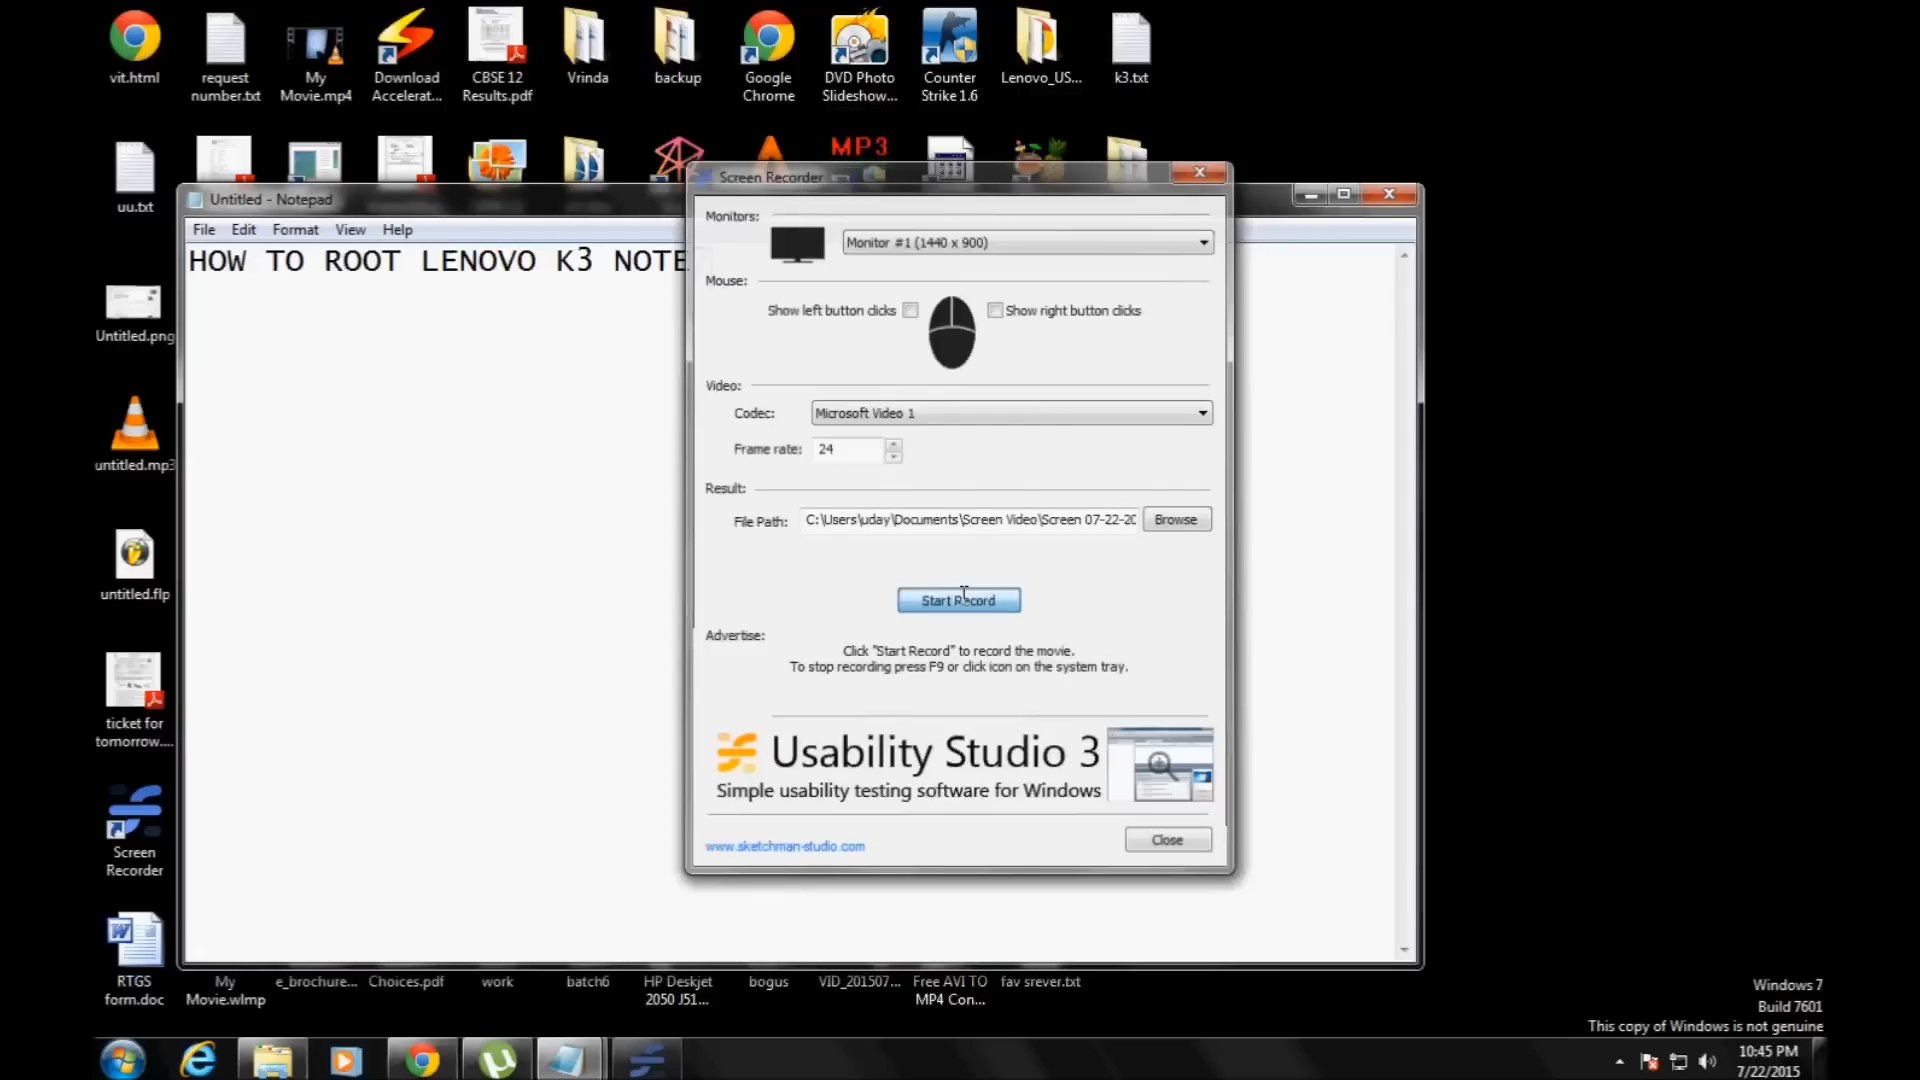 vit.html
request
number.txt
My
Movie.mp4
Download
Accelerat...
CBSE 12
Results.pdf
Vrinda
backup
Google
Chrome
DVD Photo
Slideshow...
Counter
Strike 1.6
Lenovo_US...
k3.txt
MP3
uu.txt
Untitled - Notepad
File Edit Format View Help
HOW TO ROOT LENOVO K3 NOTE
Screen Recorder
Monitors:
Monitor #1 (1440 x 900)
Mouse:
Show left button clicks
Show right button clicks
Video:
Codec:
Microsoft Video 1
Frame rate:
24
Result:
File Path:
C:\Users\uday\Documents\Screen Video\Screen 07-22-20
Browse
Start Record
Advertise:
Click "Start Record" to record the movie.
To stop recording press F9 or click icon on the system tray.
Usability Studio 3
Simple usability testing software for Windows
www.sketchman-studio.com
Close
Untitled.png
untitled.mp3
untitled.flp
ticket for
tomorrow....
Screen
Recorder
RTGS
form.doc
My
Movie.wlmp
e_brochure...
Choices.pdf
work
batch6
HP Deskjet
2050 J51...
bogus
VID_201507...
Free AVI TO
MP4 Con...
fav srever.txt
Windows 7
Build 7601
This copy of Windows is not genuine
10:45 PM
7/22/2015